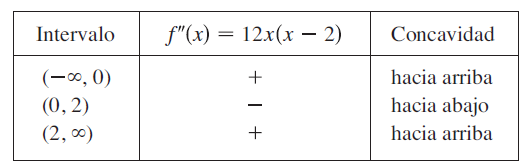 Intervalo f″(x) = 12x(x − 2) Concavidad
(−∞, 0) + hacia arriba
(0, 2) − hacia abajo
(2, ∞) + hacia arriba